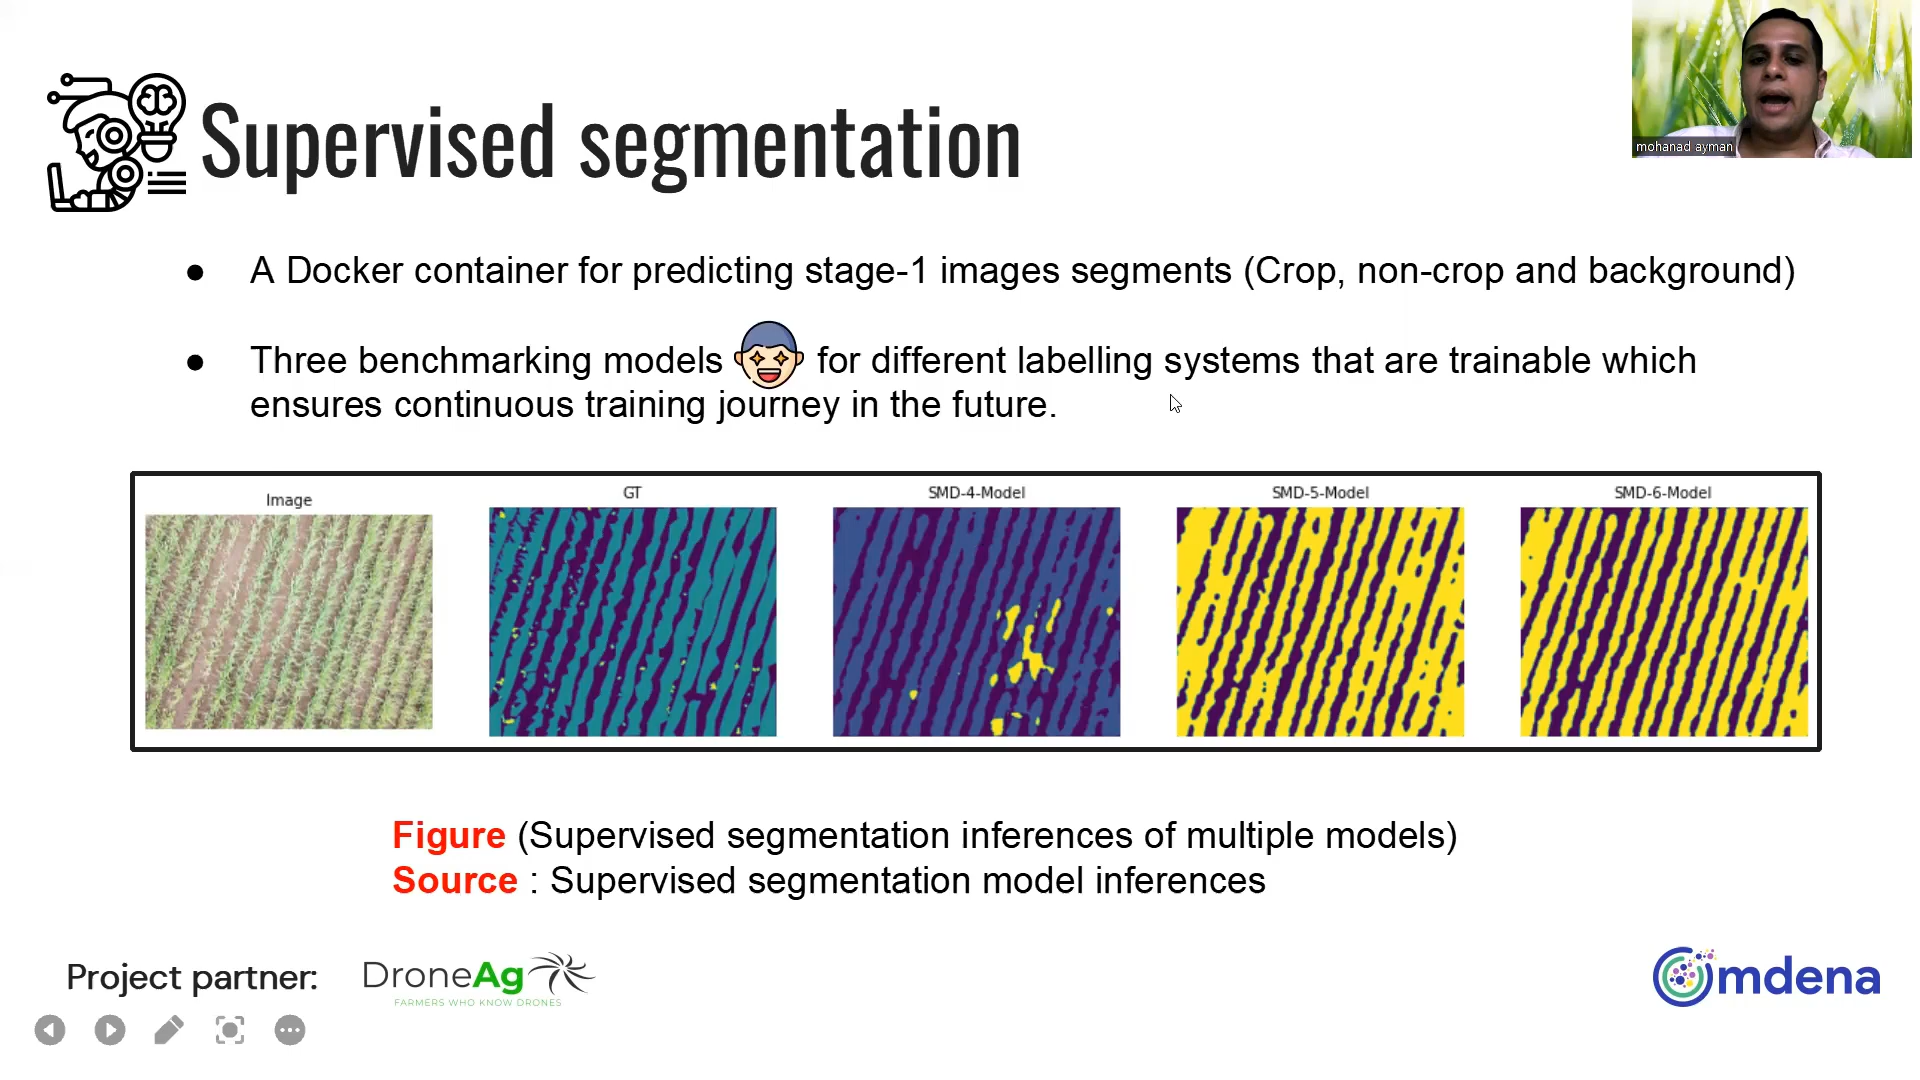 mohanad ayman
Supervised segmentation
● A Docker container for predicting stage-1 images segments (Crop, non-crop and background)
● Three benchmarking models for different labelling systems that are trainable which
ensures continuous training journey in the future.
Image
GT
SMD-4-Model
SMD-5-Model
SMD-6-Model
Figure (Supervised segmentation inferences of multiple models)
Source : Supervised segmentation model inferences
Project partner:
DroneAg
FARMERS WHO KNOW DRONES
Omdena